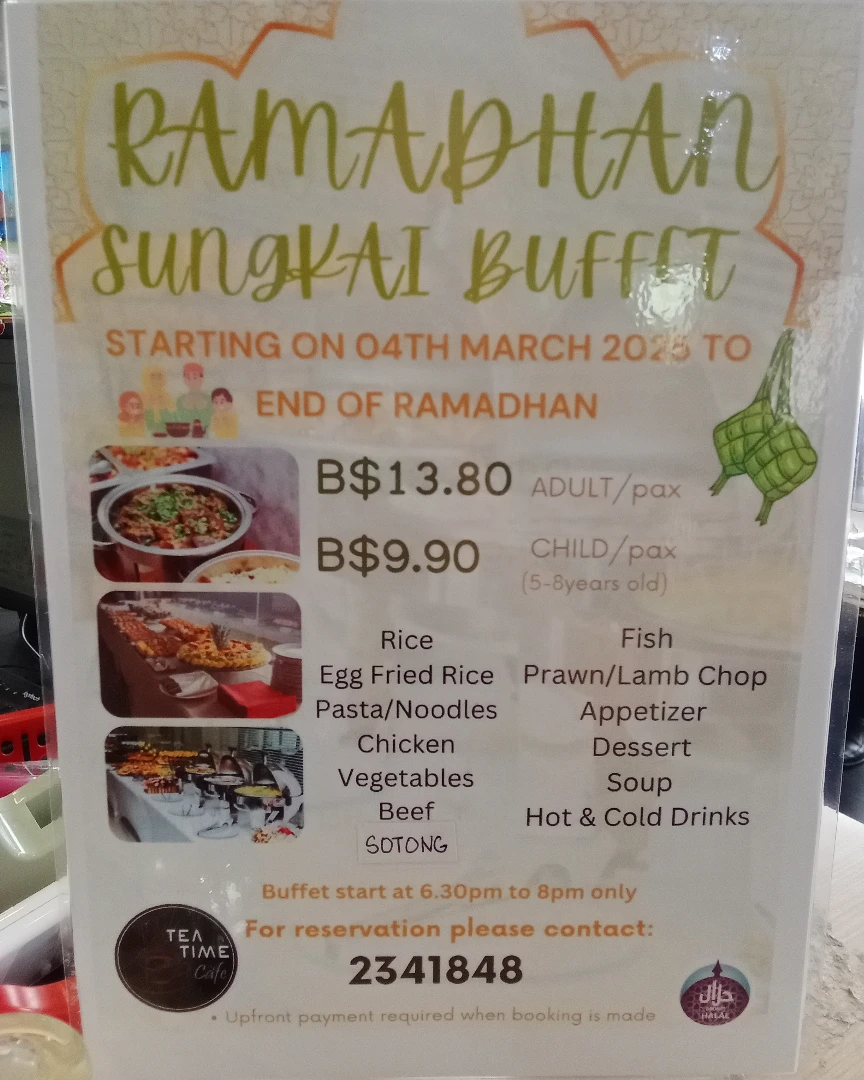 RAMADHAN
SUNGKAI BUFFET
STARTING ON 04TH MARCH 2025 TO
END OF RAMADHAN
B$13.80 ADULT/pax
B$9.90 CHILD/pax
(5-8years old)
Rice
Egg Fried Rice
Pasta/Noodles
Chicken
Vegetables
Beef
SOTONG
Fish
Prawn/Lamb Chop
Appetizer
Dessert
Soup
Hot & Cold Drinks
Buffet start at 6.30pm to 8pm only
For reservation please contact:
2341848
TEA
TIME
Cafe
حلال
HALAL
• Upfront payment required when booking is made